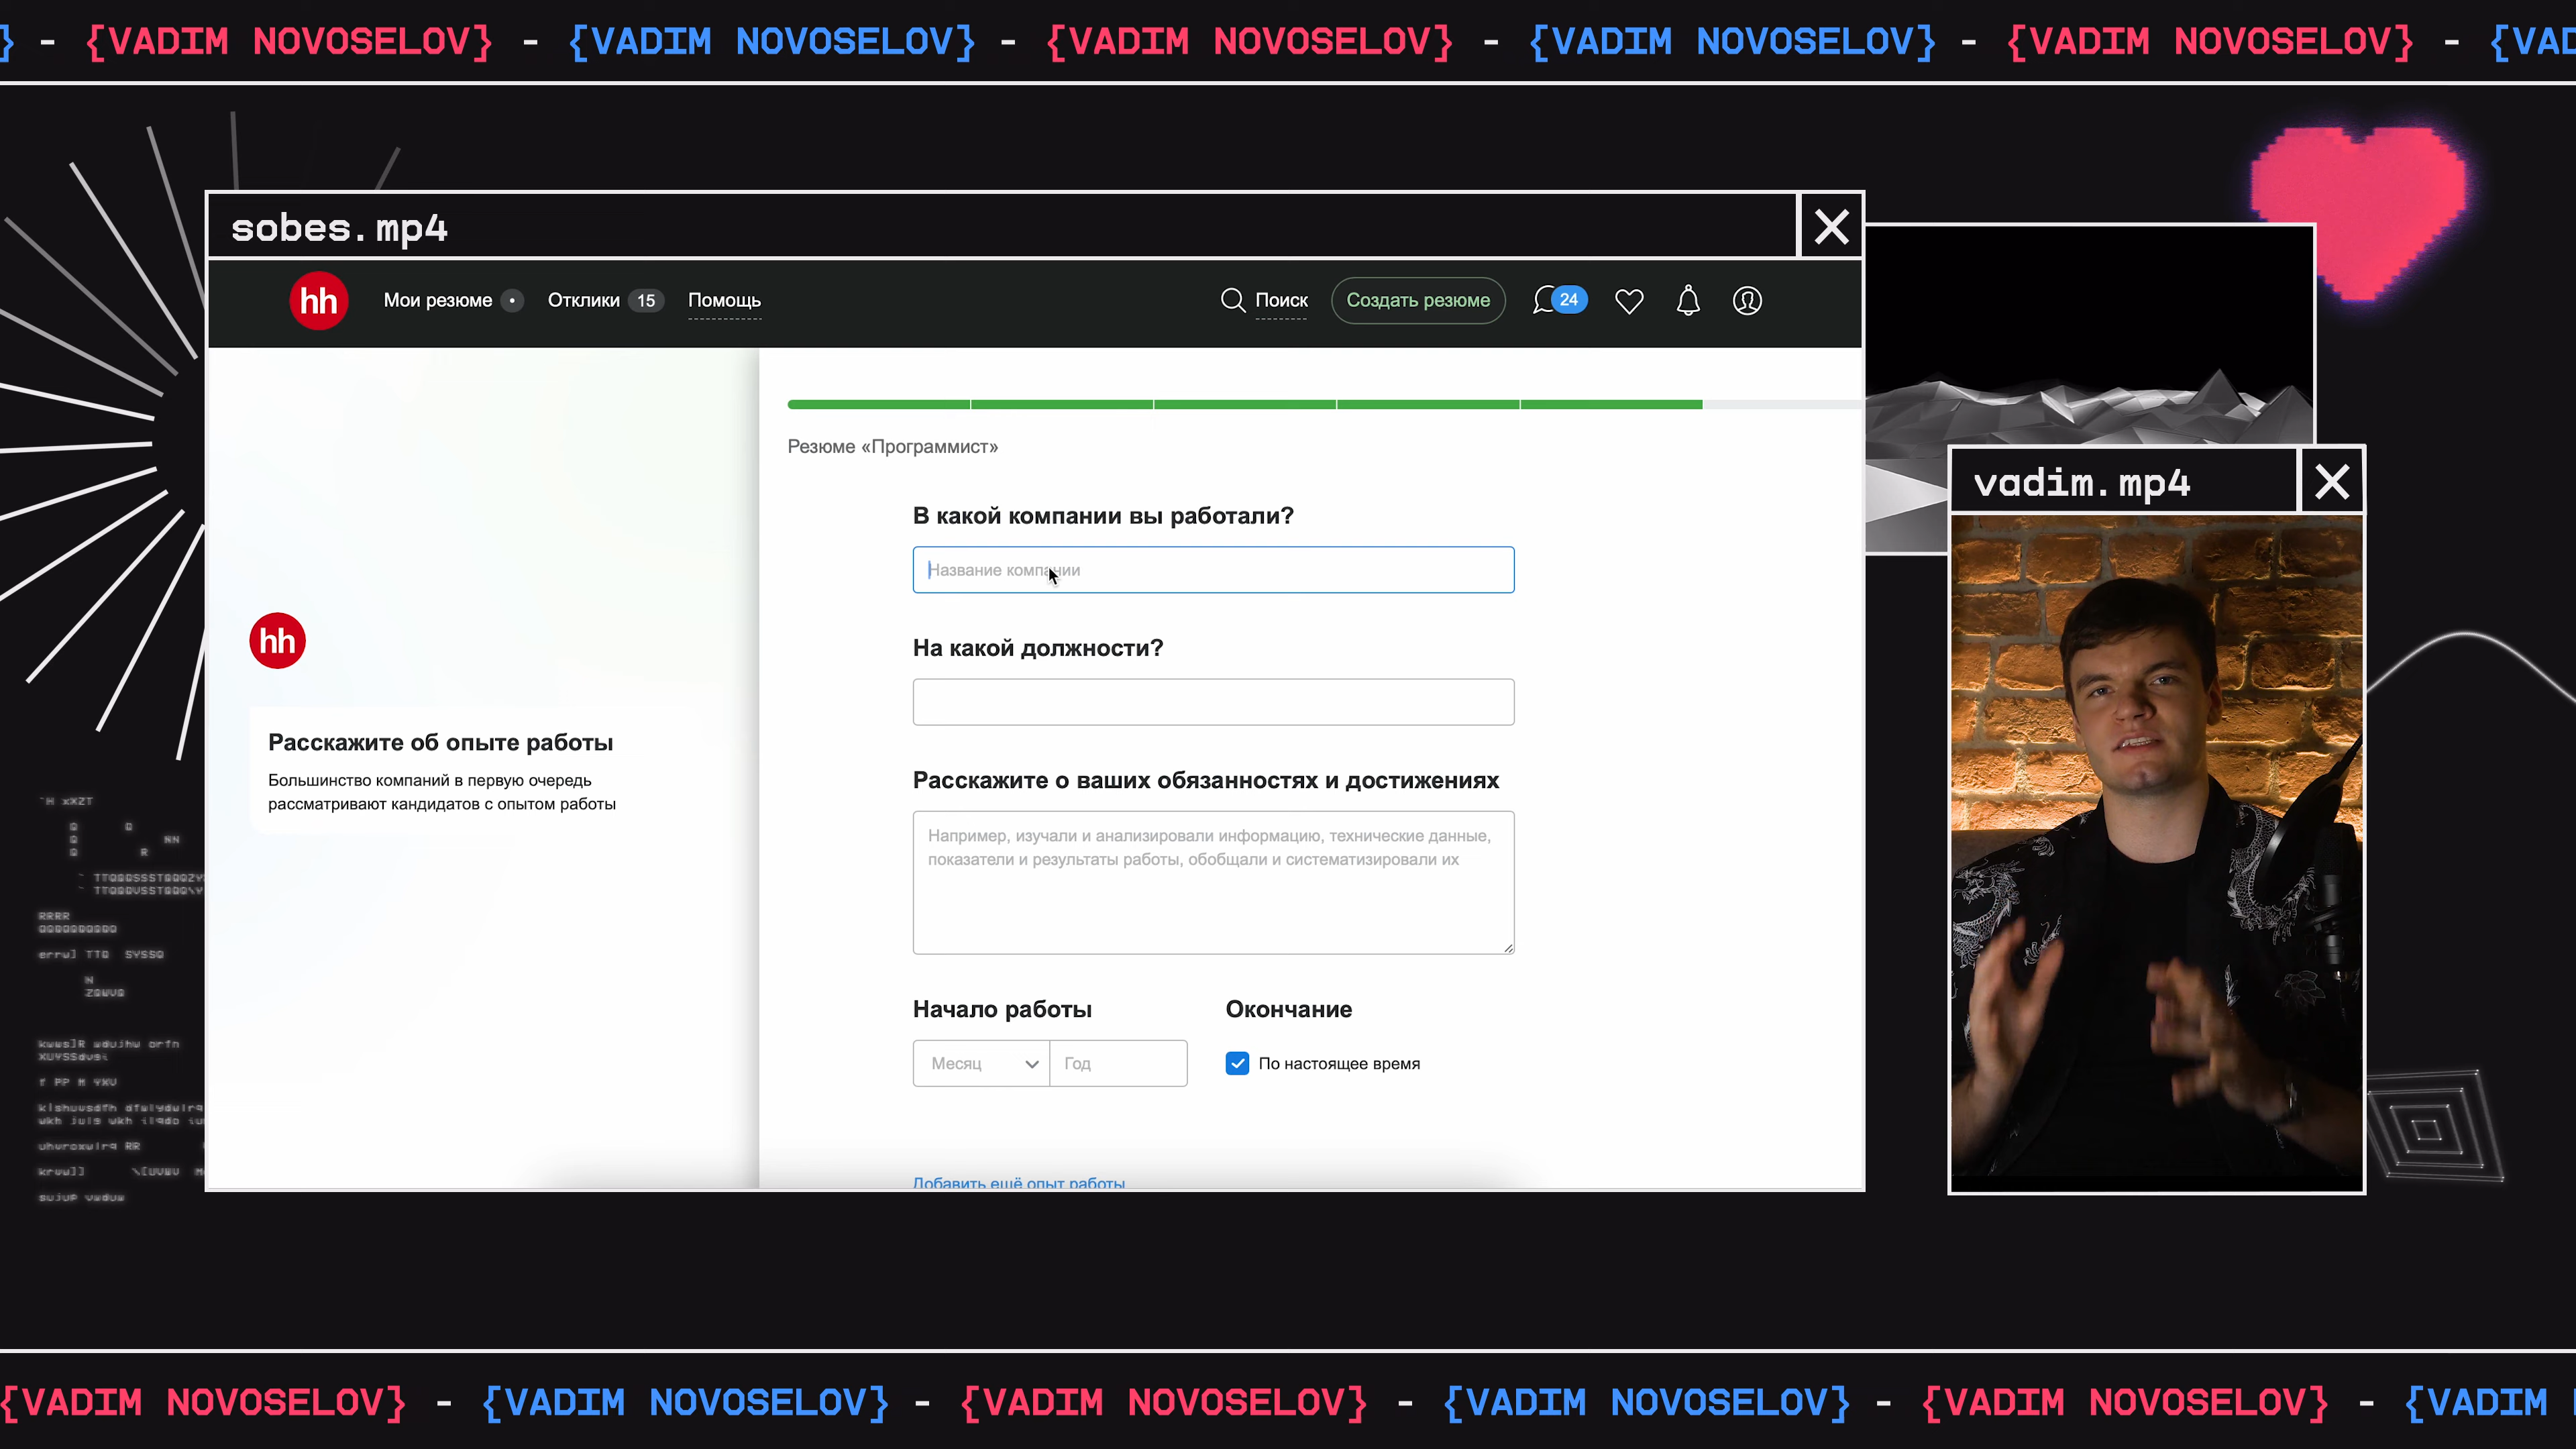 } - {VADIM NOVOSELOV} - {VADIM NOVOSELOV} - {VADIM NOVOSELOV} - {VADIM NOVOSELOV} - {VADIM NOVOSELOV} - {VAD
sobes.mp4
hh Мои резюме Отклики 15 Помощь Поиск Создать резюме 24
Резюме «Программист»
В какой компании вы работали?
Название компании
На какой должности?
Расскажите о ваших обязанностях и достижениях
Например, изучали и анализировали информацию, технические данные,
показатели и результаты работы, обобщали и систематизировали их
Начало работы Окончание
Месяц Год По настоящее время
Добавить ещё опыт работы
hh
Расскажите об опыте работы
Большинство компаний в первую очередь
рассматривают кандидатов с опытом работы
vadim.mp4
{VADIM NOVOSELOV} - {VADIM NOVOSELOV} - {VADIM NOVOSELOV} - {VADIM NOVOSELOV} - {VADIM NOVOSELOV} - {VADIM